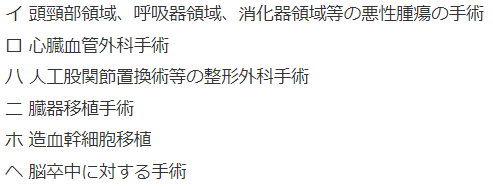 イ 頭頸部領域、呼吸器領域、消化器領域等の悪性腫瘍の手術
ロ 心臓血管外科手術
ハ 人工股関節置換術等の整形外科手術
ニ 臓器移植手術
ホ 造血幹細胞移植
ヘ 脳卒中に対する手術